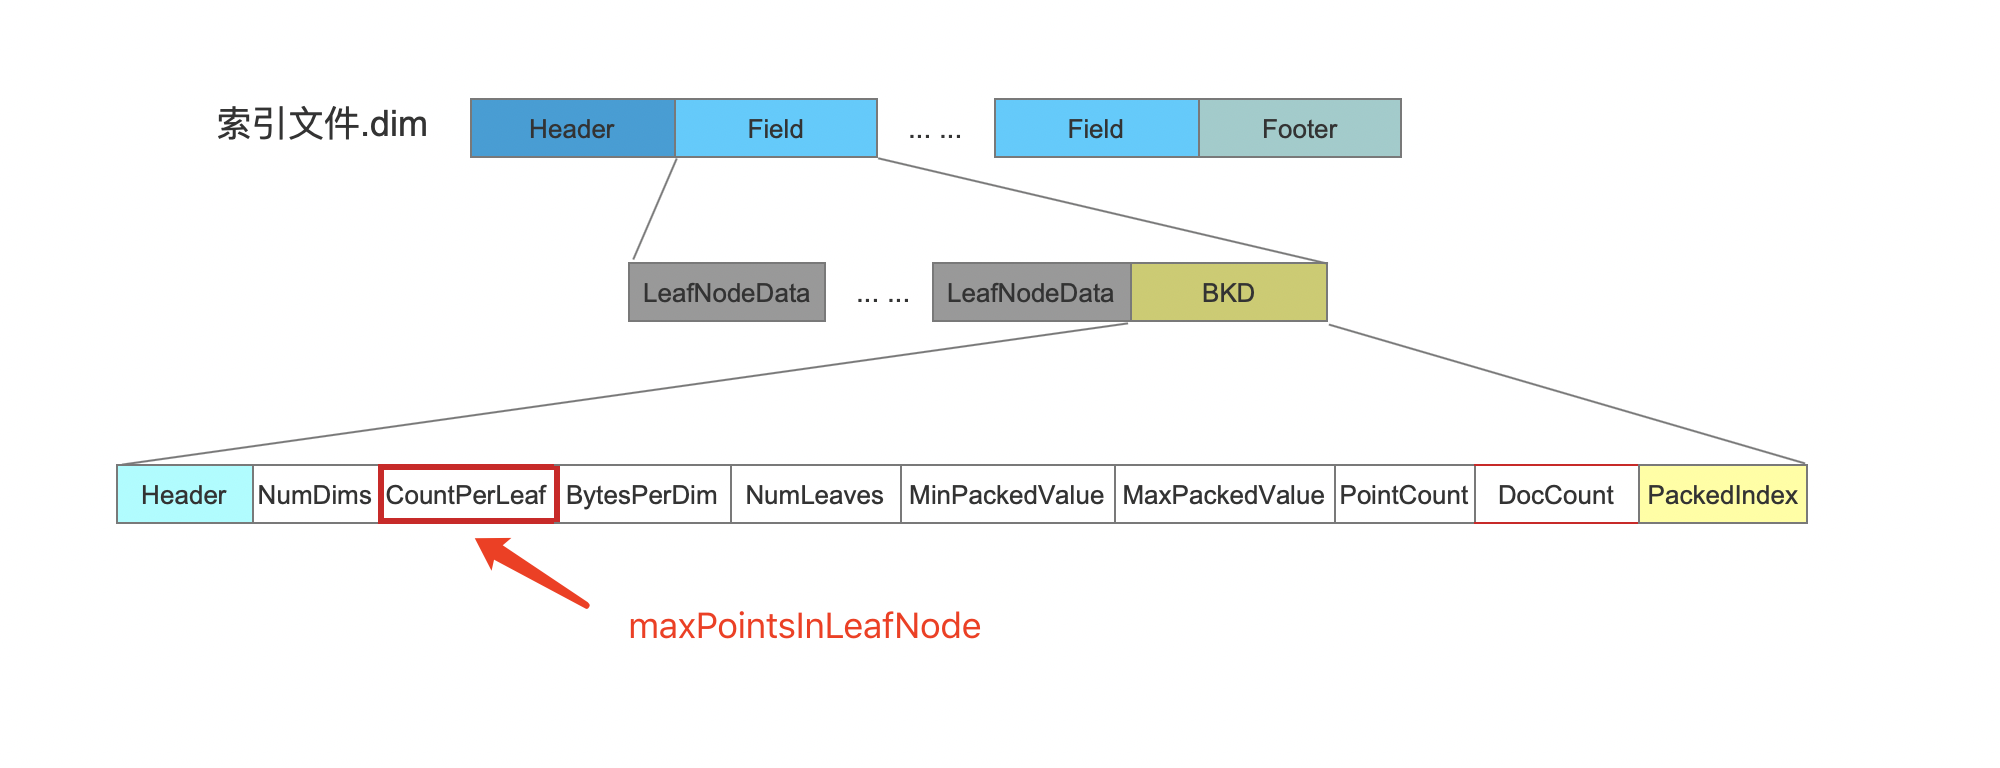 索引文件.dim Header Field ... ... Field Footer
LeafNodeData ... ... LeafNodeData BKD
Header NumDims CountPerLeaf BytesPerDim NumLeaves MinPackedValue MaxPackedValue PointCount DocCount PackedIndex
maxPointsInLeafNode